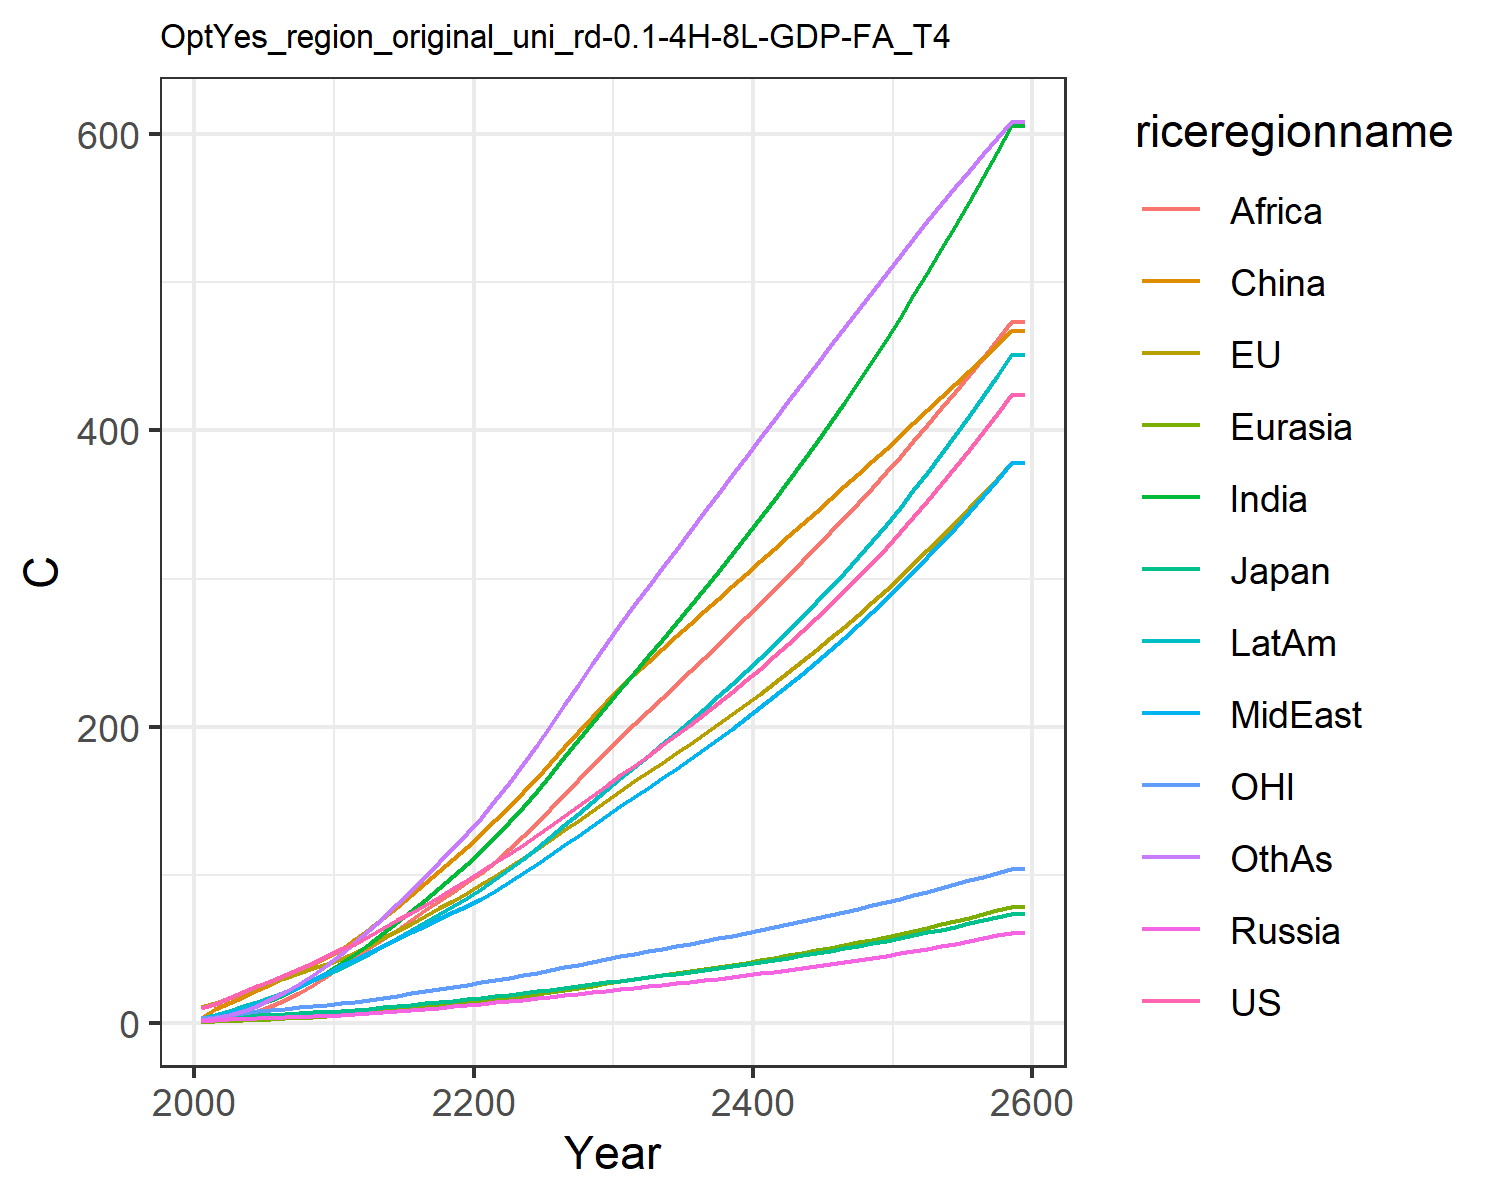 OptYes_region_original_uni_rd-0.1-4H-8L-GDP-FA_T4
600
400
200
0
C
2000 2200 2400 2600
Year
riceregionname
Africa
China
EU
Eurasia
India
Japan
LatAm
MidEast
OHI
OthAs
Russia
US